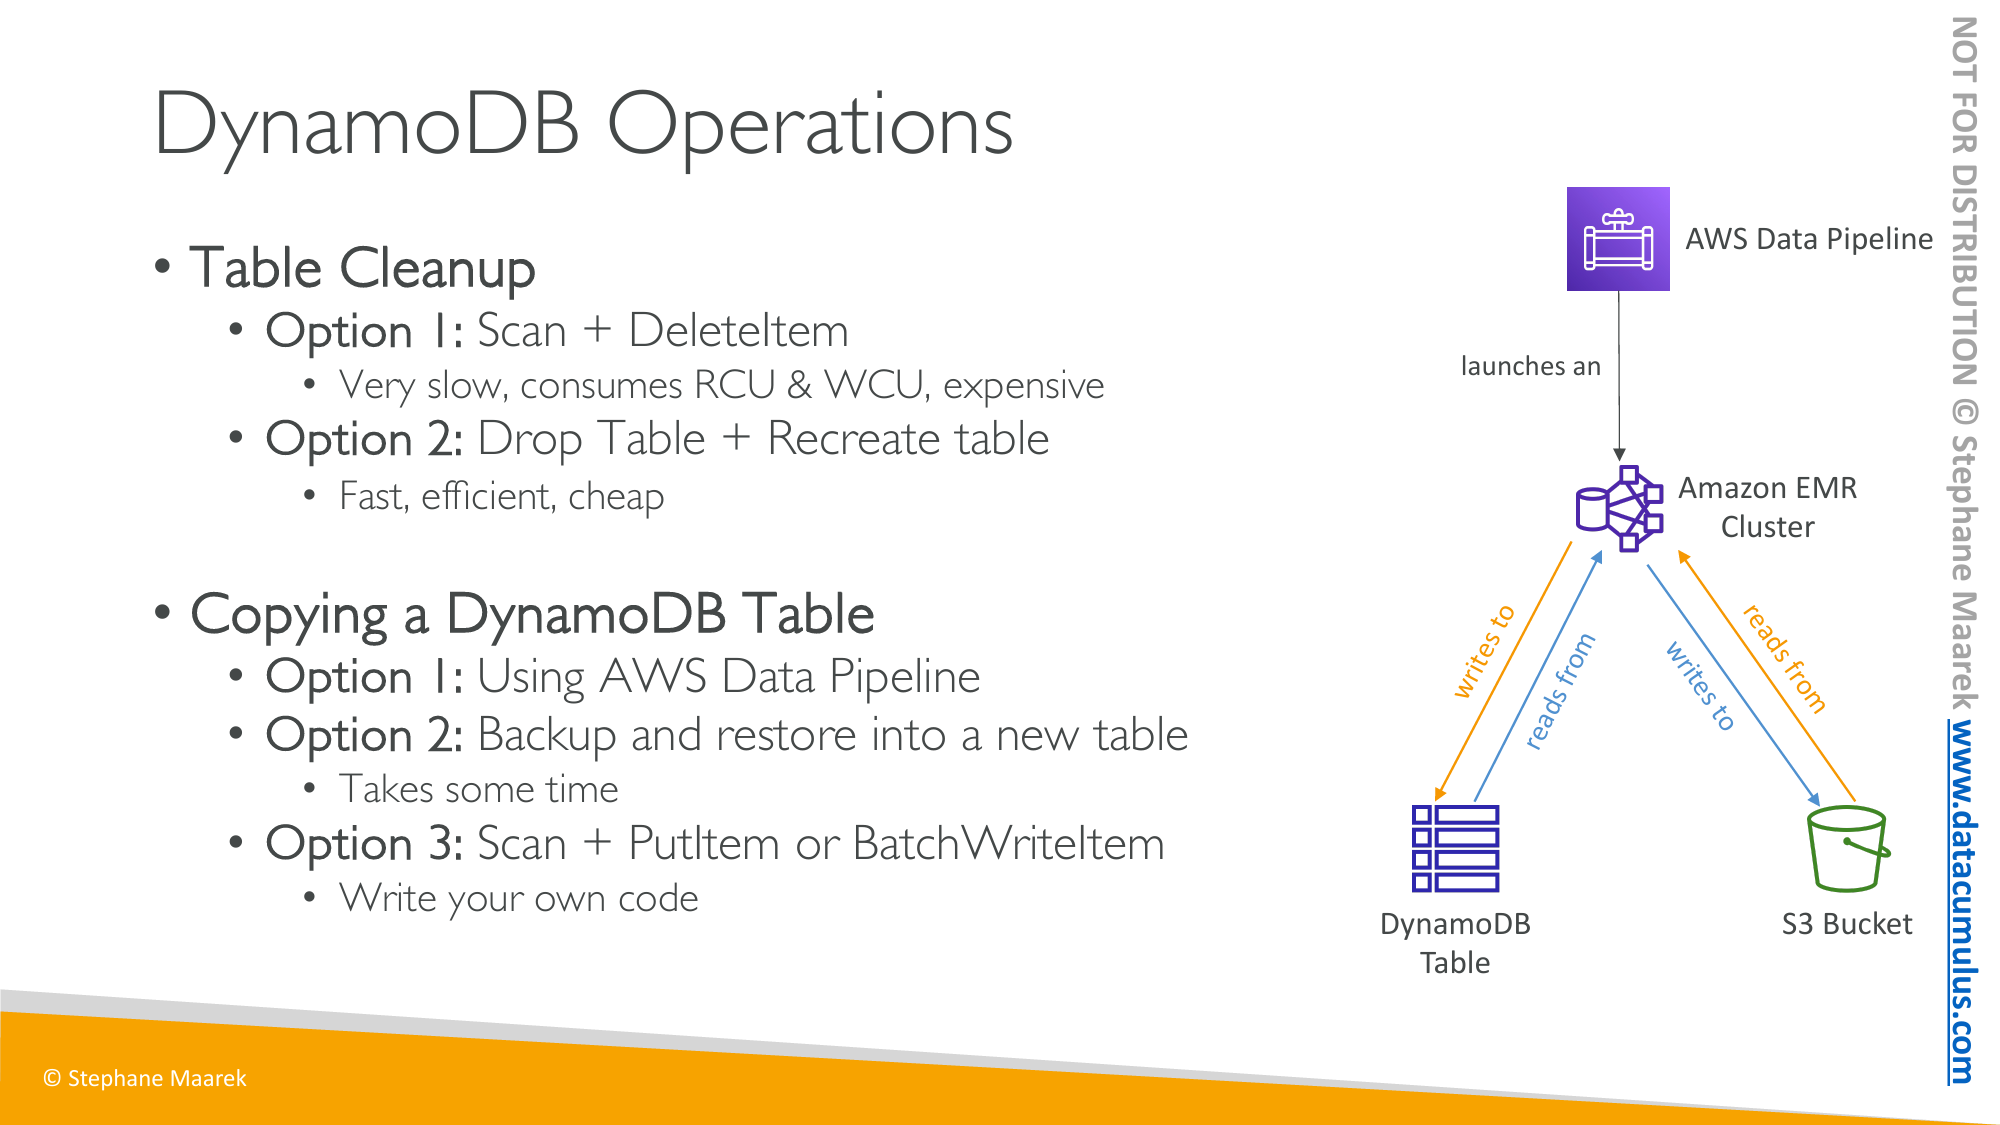 DynamoDB Operations
• Table Cleanup
• Option 1: Scan + DeleteItem
• Very slow, consumes RCU & WCU, expensive
• Option 2: Drop Table + Recreate table
• Fast, efficient, cheap
• Copying a DynamoDB Table
• Option 1: Using AWS Data Pipeline
• Option 2: Backup and restore into a new table
• Takes some time
• Option 3: Scan + PutItem or BatchWriteItem
• Write your own code
AWS Data Pipeline
launches an
Amazon EMR
Cluster
writes to
reads from
writes to
reads from
DynamoDB
Table
S3 Bucket
© Stephane Maarek
NOT FOR DISTRIBUTION © Stephane Maarek www.datacumulus.com